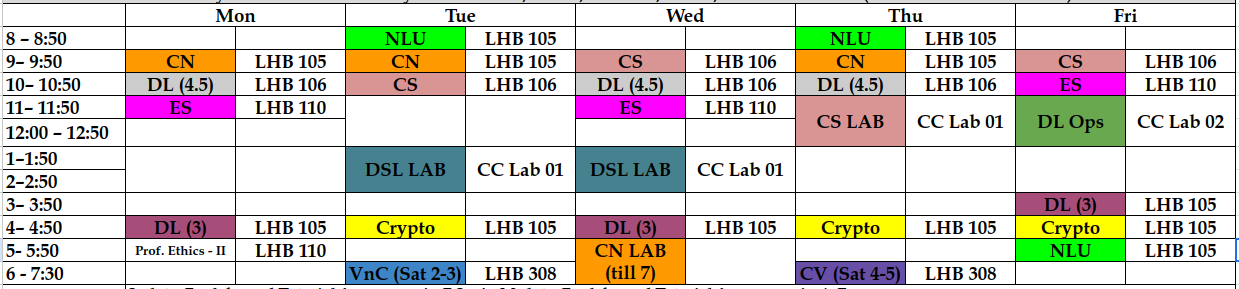 Mon Tue Wed Thu Fri
8 – 8:50 NLU LHB 105 NLU LHB 105
9– 9:50 CN LHB 105 CN LHB 105 CS LHB 106 CN LHB 105 CS LHB 106
10– 10:50 DL (4.5) LHB 106 CS LHB 106 DL (4.5) LHB 106 DL (4.5) LHB 106 ES LHB 110
11– 11:50 ES LHB 110 ES LHB 110
CS LAB CC Lab 01 DL Ops CC Lab 02
12:00 – 12:50
1–1:50
DSL LAB CC Lab 01 DSL LAB CC Lab 01
2–2:50
3– 3:50 DL (3) LHB 105
4– 4:50 DL (3) LHB 105 Crypto LHB 105 DL (3) LHB 105 Crypto LHB 105 Crypto LHB 105
5- 5:50 Prof. Ethics - II LHB 110 CN LAB NLU LHB 105
6 - 7:30 VnC (Sat 2-3) LHB 308 (till 7) CV (Sat 4-5) LHB 308